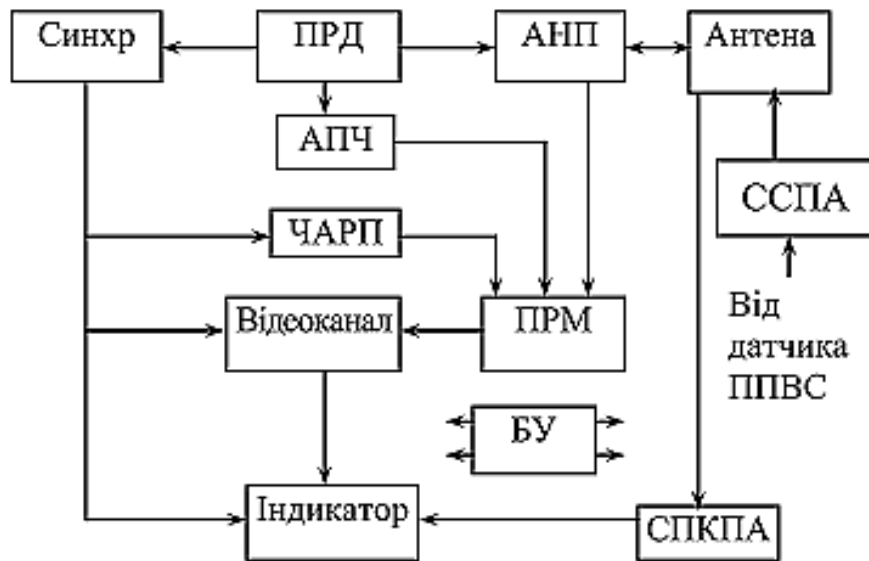 Синхр
ПРД
АНП
Антена
АПЧ
ССПА
ЧАРП
Відеоканал
ПРМ
Від
датчика
ППВС
БУ
Індикатор
СПКПА